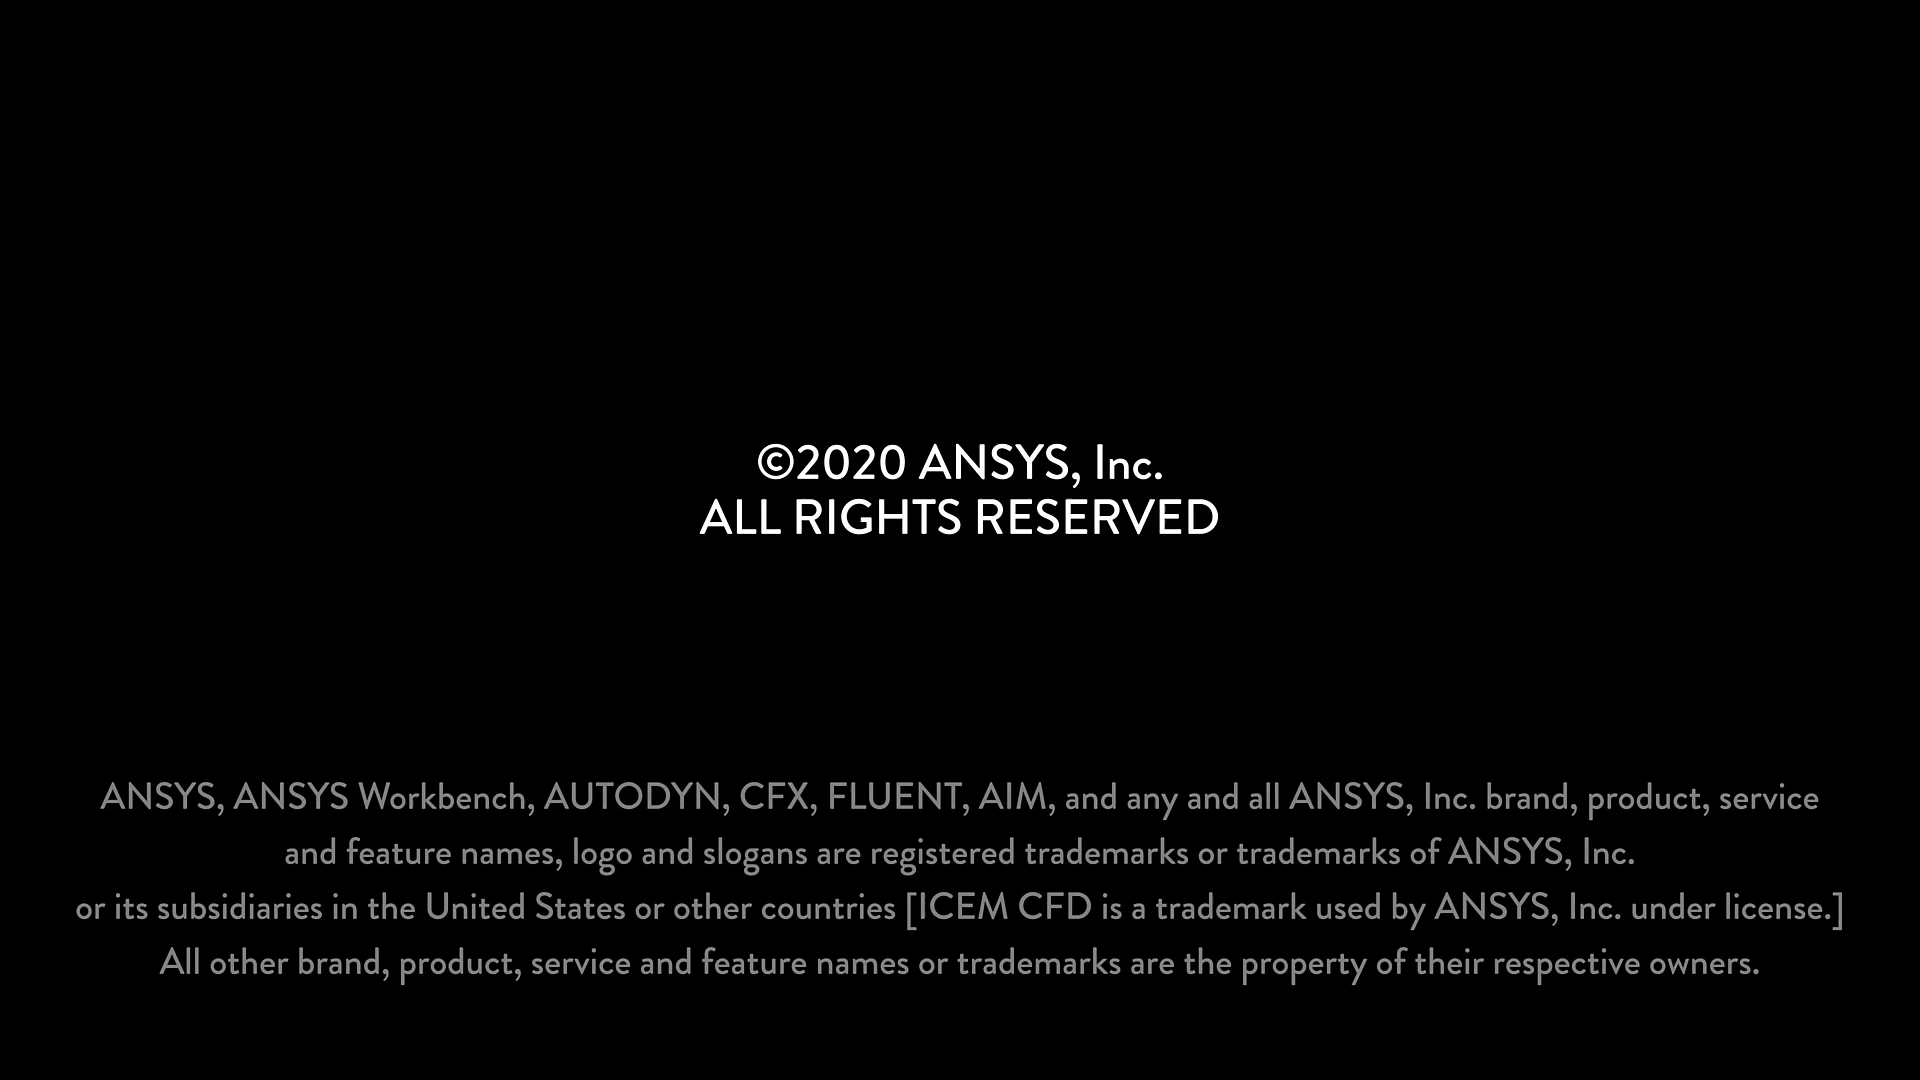 ©2020 ANSYS, Inc.
ALL RIGHTS RESERVED
ANSYS, ANSYS Workbench, AUTODYN, CFX, FLUENT, AIM, and any and all ANSYS, Inc. brand, product, service
and feature names, logo and slogans are registered trademarks or trademarks of ANSYS, Inc.
or its subsidiaries in the United States or other countries [ICEM CFD is a trademark used by ANSYS, Inc. under license.]
All other brand, product, service and feature names or trademarks are the property of their respective owners.